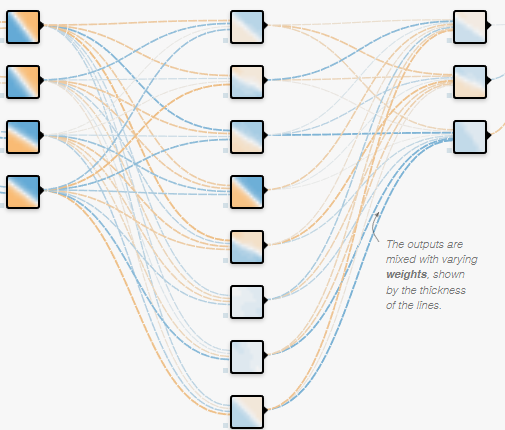 The outputs are
mixed with varying
weights, shown
by the thickness
of the lines.